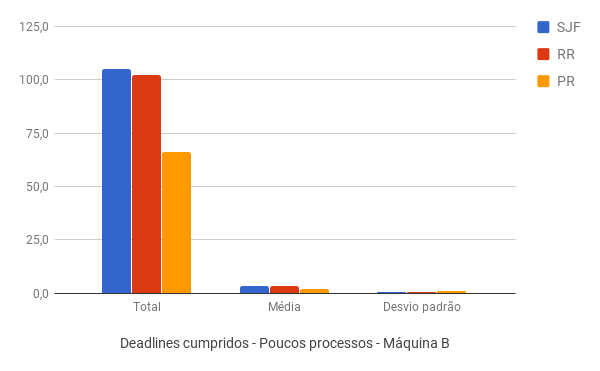 125,0
100,0
75,0
50,0
25,0
0,0
Total
Média
Desvio padrão
Deadlines cumpridos - Poucos processos - Máquina B
SJF
RR
PR